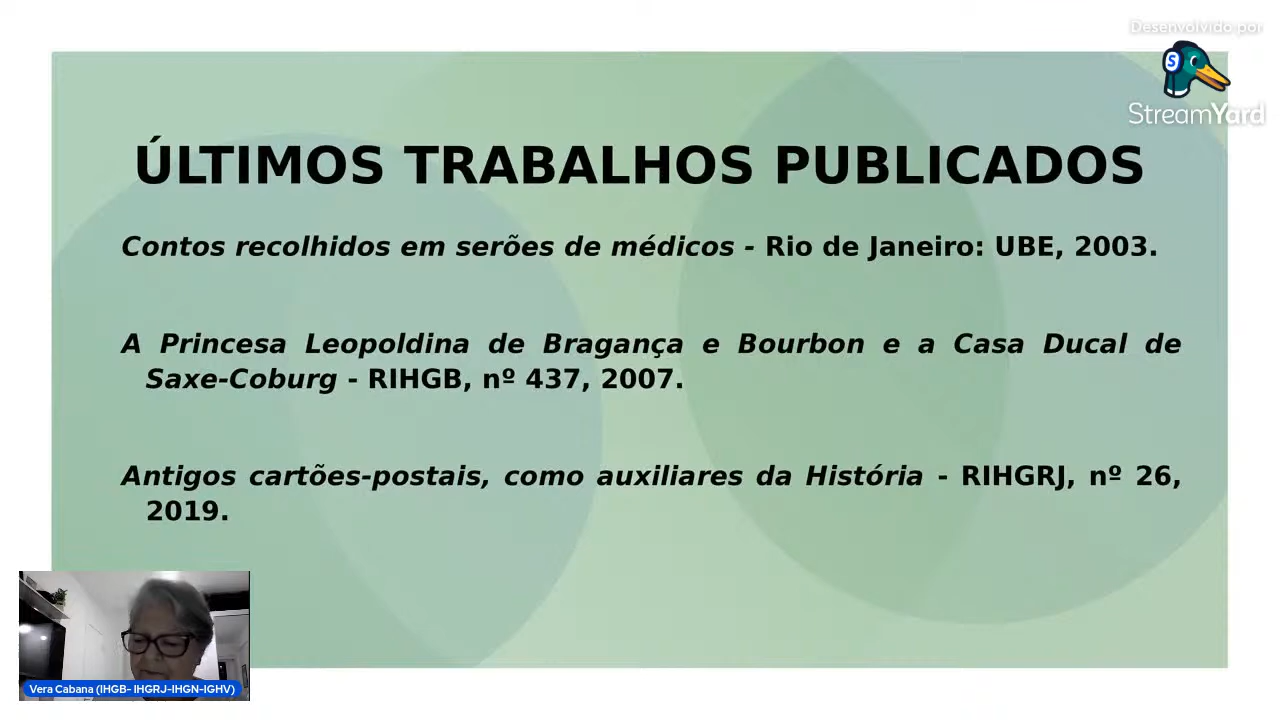 Desenvolvido por
S
StreamYard
ÚLTIMOS TRABALHOS PUBLICADOS
Contos recolhidos em serões de médicos - Rio de Janeiro: UBE, 2003.
A Princesa Leopoldina de Bragança e Bourbon e a Casa Ducal de
Saxe-Coburg - RIHGB, nº 437, 2007.
Antigos cartões-postais, como auxiliares da História - RIHGRJ, nº 26,
2019.
Vera Cabana (IHGB- IHGRJ-IHGN-IGHV)